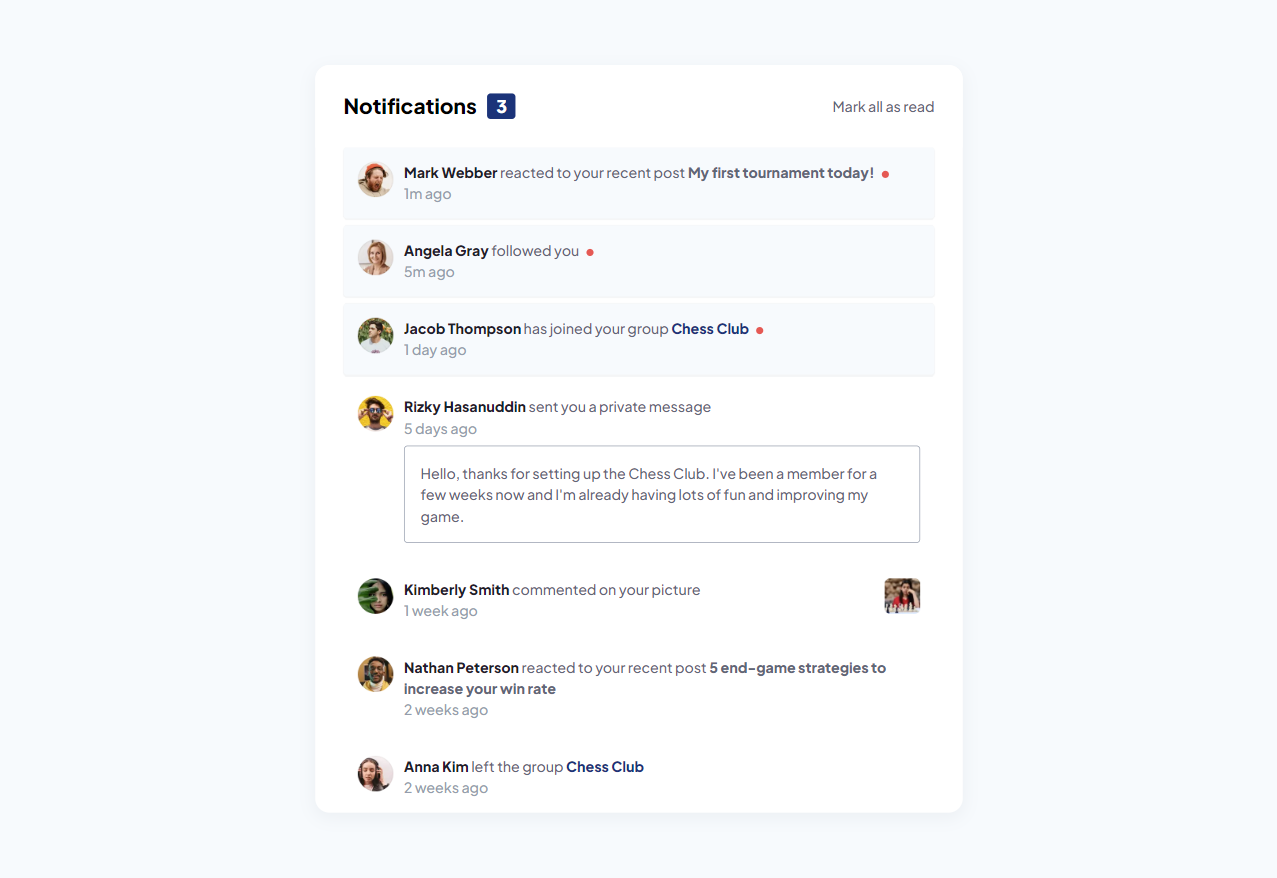 Notifications 3
Mark all as read
Mark Webber reacted to your recent post My first tournament today!
1m ago
Angela Gray followed you
5m ago
Jacob Thompson has joined your group Chess Club
1 day ago
Rizky Hasanuddin sent you a private message
5 days ago
Hello, thanks for setting up the Chess Club. I've been a member for a
few weeks now and I'm already having lots of fun and improving my
game.
Kimberly Smith commented on your picture
1 week ago
Nathan Peterson reacted to your recent post 5 end-game strategies to
increase your win rate
2 weeks ago
Anna Kim left the group Chess Club
2 weeks ago